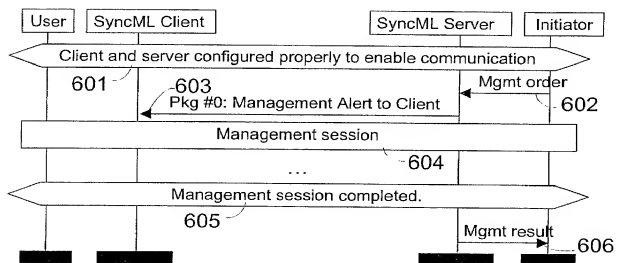 User SyncML Client SyncML Server Initiator
Client and server configured properly to enable communication
601
603
Mgmt order
602
Pkg #0: Management Alert to Client
Management session
604
...
Management session completed.
605
Mgmt result
606